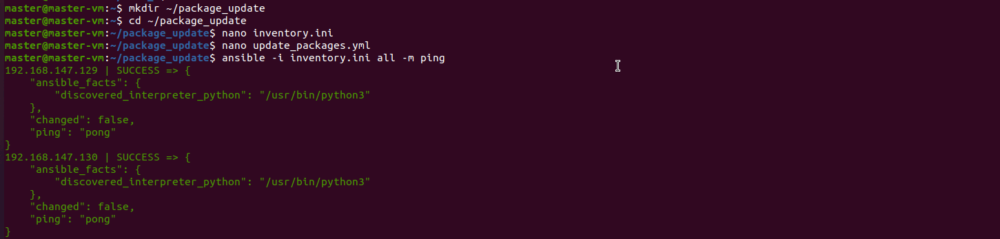 master@master-vm:~$ mkdir ~/package_update
master@master-vm:~$ cd ~/package_update
master@master-vm:~/package_update$ nano inventory.ini
master@master-vm:~/package_update$ nano update_packages.yml
master@master-vm:~/package_update$ ansible -i inventory.ini all -m ping
192.168.147.129 | SUCCESS => {
    "ansible_facts": {
        "discovered_interpreter_python": "/usr/bin/python3"
    },
    "changed": false,
    "ping": "pong"
}
192.168.147.130 | SUCCESS => {
    "ansible_facts": {
        "discovered_interpreter_python": "/usr/bin/python3"
    },
    "changed": false,
    "ping": "pong"
}